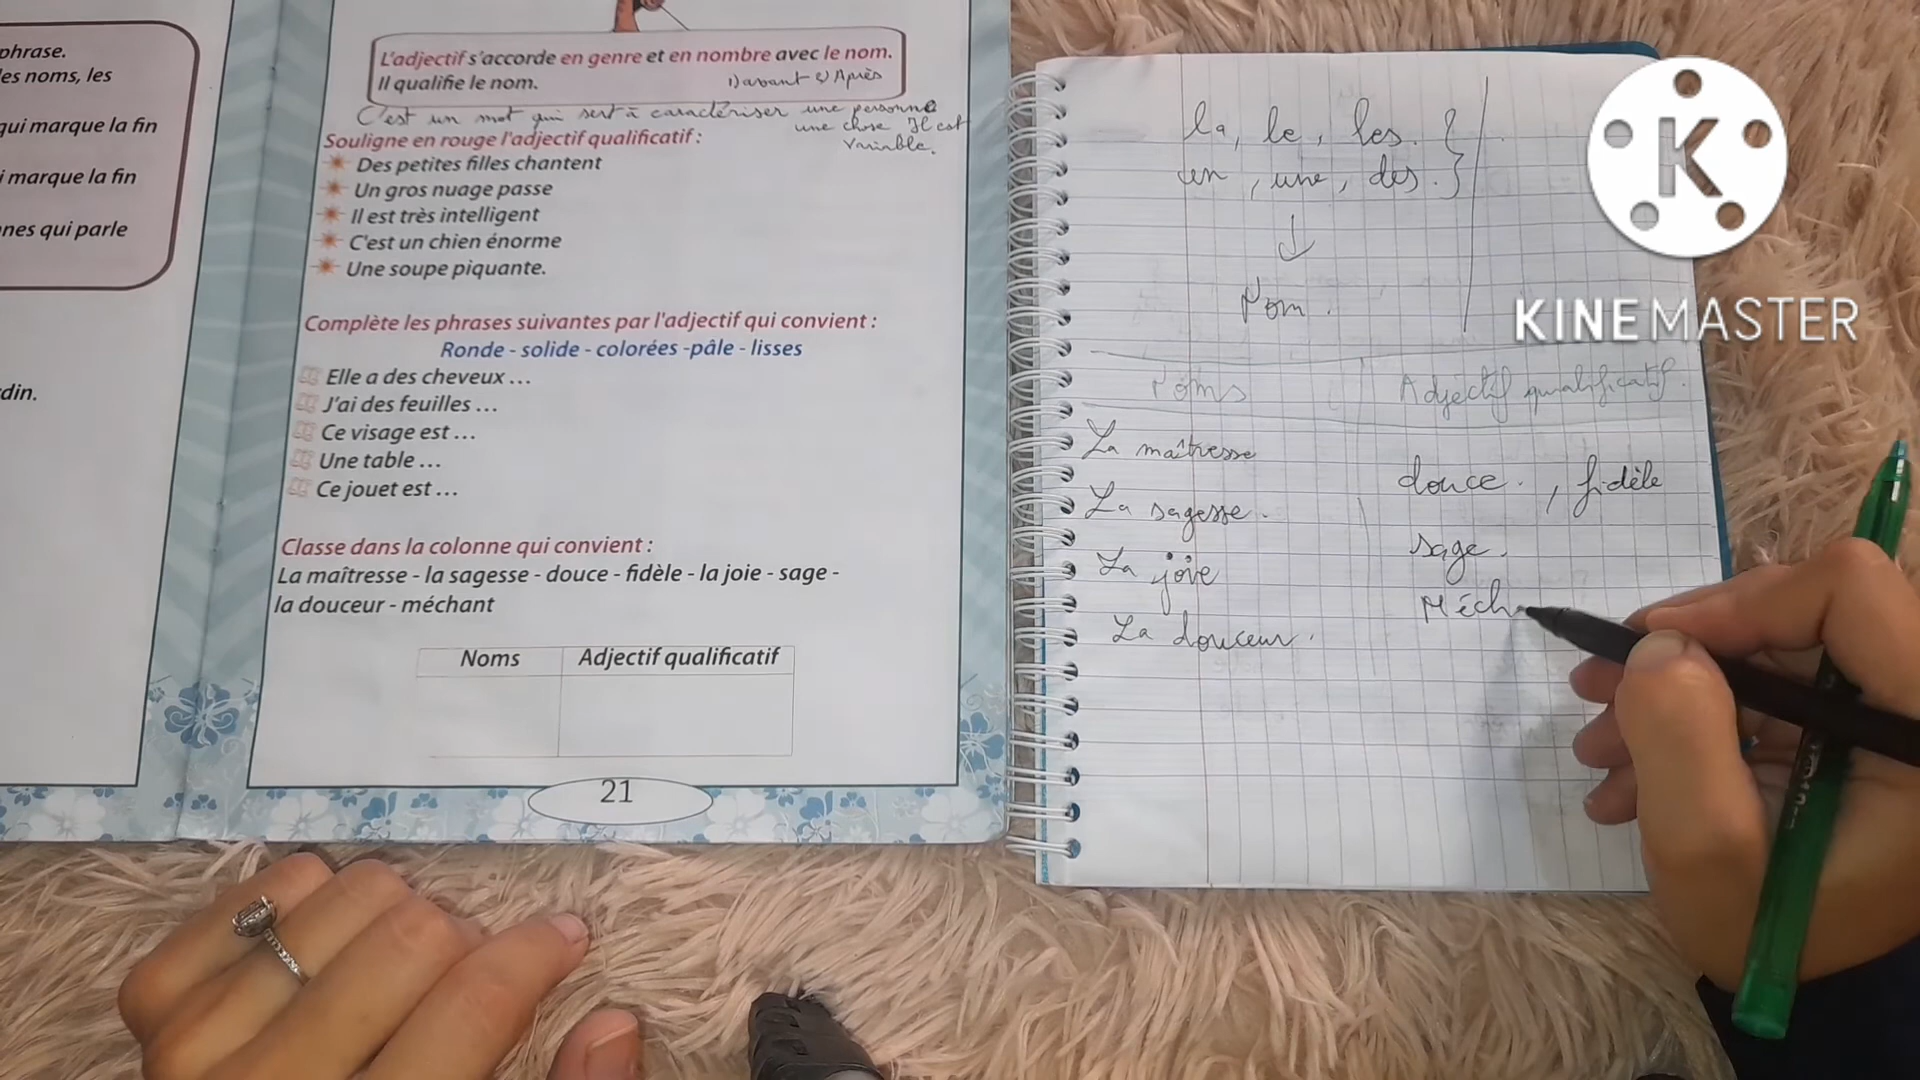 phrase.
les noms, les
qui marque la fin
i marque la fin
nes qui parle
din.
L'adjectif s'accorde en genre et en nombre avec le nom.
Il qualifie le nom. 1) avant 2) Après
C'est un mot qui sert à caractériser une personne
une chose Il est
variable.
Souligne en rouge l'adjectif qualificatif :
Des petites filles chantent
Un gros nuage passe
Il est très intelligent
C'est un chien énorme
Une soupe piquante.
Complète les phrases suivantes par l'adjectif qui convient :
Ronde - solide - colorées -pâle - lisses
Elle a des cheveux ...
J'ai des feuilles ...
Ce visage est ...
Une table ...
Ce jouet est ...
Classe dans la colonne qui convient :
La maîtresse - la sagesse - douce - fidèle - la joie - sage -
la douceur - méchant
Noms Adjectif qualificatif
21
la, le, les. {
un, une, des. }
↓
Nom.
Noms Adjectif qualificatif.
La maîtresse
douce. , fidèle
La sagesse.
sage.
La joie
Mécha
La douceur.
KINEMASTER